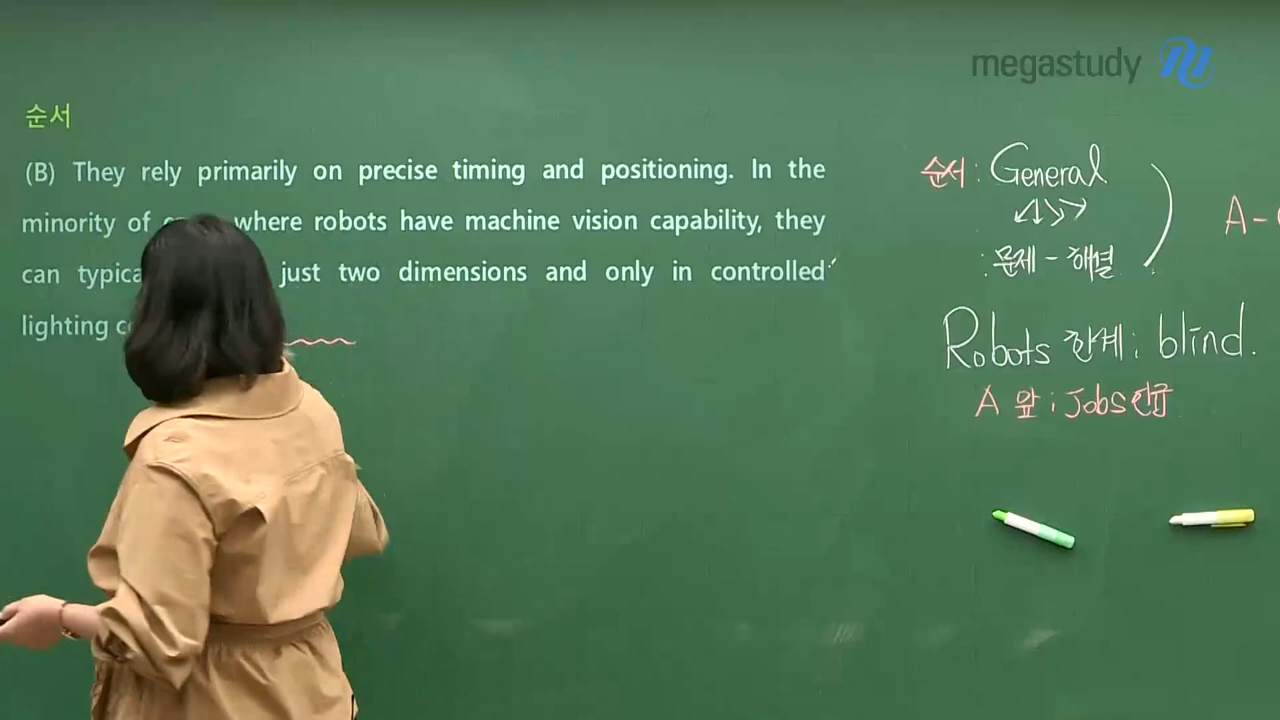 megastudy
순서
(B) They rely primarily on precise timing and positioning. In the
minority of where robots have machine vision capability, they
can just two dimensions and only in controlled
lighting
순서: General
: 문제 - 해결
Robots 한계: blind.
A 앞: Jobs 언급
A-